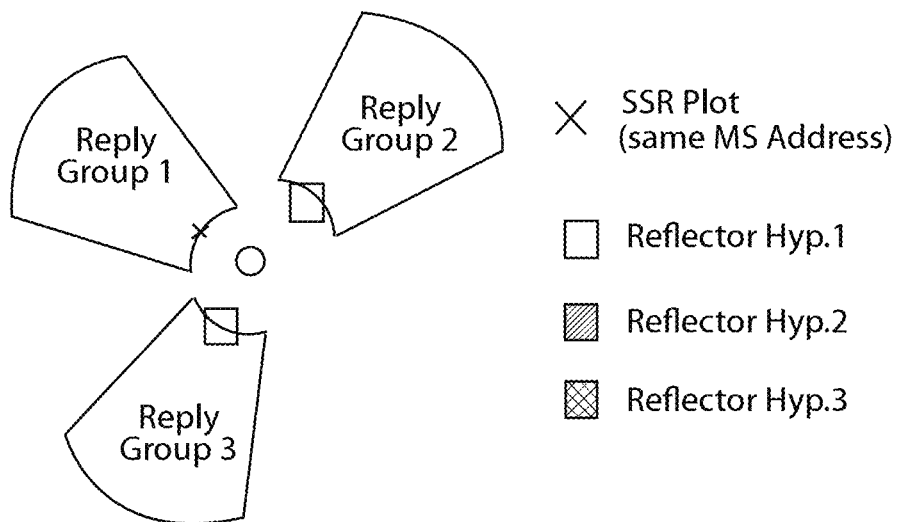 Reply
Group 1
Reply
Group 2
Reply
Group 3
SSR Plot
(same MS Address)
Reflector Hyp.1
Reflector Hyp.2
Reflector Hyp.3